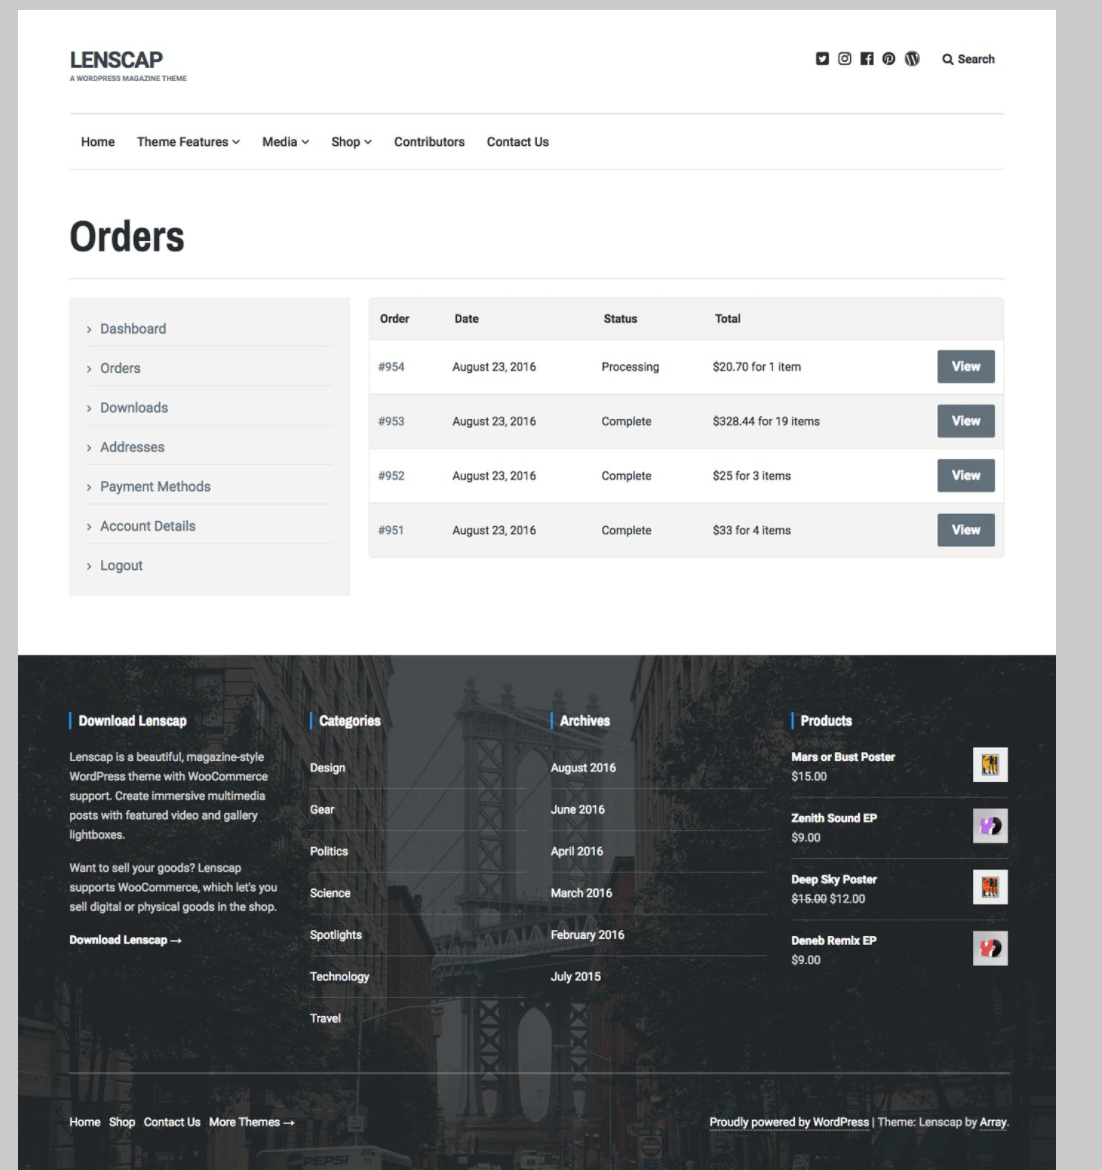 LENSCAP
A WORDPRESS MAGAZINE THEME
Search
Home Theme Features Media Shop Contributors Contact Us
Orders
Dashboard
Orders
Downloads
Addresses
Payment Methods
Account Details
Logout
Order Date Status Total
#954 August 23, 2016 Processing $20.70 for 1 item View
#953 August 23, 2016 Complete $328.44 for 19 items View
#952 August 23, 2016 Complete $25 for 3 items View
#951 August 23, 2016 Complete $33 for 4 items View
Download Lenscap
Lenscap is a beautiful, magazine-style
WordPress theme with WooCommerce
support. Create immersive multimedia
posts with featured video and gallery
lightboxes.
Want to sell your goods? Lenscap
supports WooCommerce, which let's you
sell digital or physical goods in the shop.
Download Lenscap →
Categories
Design
Gear
Politics
Science
Spotlights
Technology
Travel
Archives
August 2016
June 2016
April 2016
March 2016
February 2016
July 2015
Products
Mars or Bust Poster
$15.00
Zenith Sound EP
$9.00
Deep Sky Poster
$15.00 $12.00
Deneb Remix EP
$9.00
Home Shop Contact Us More Themes →
Proudly powered by WordPress | Theme: Lenscap by Array.
PEPSI